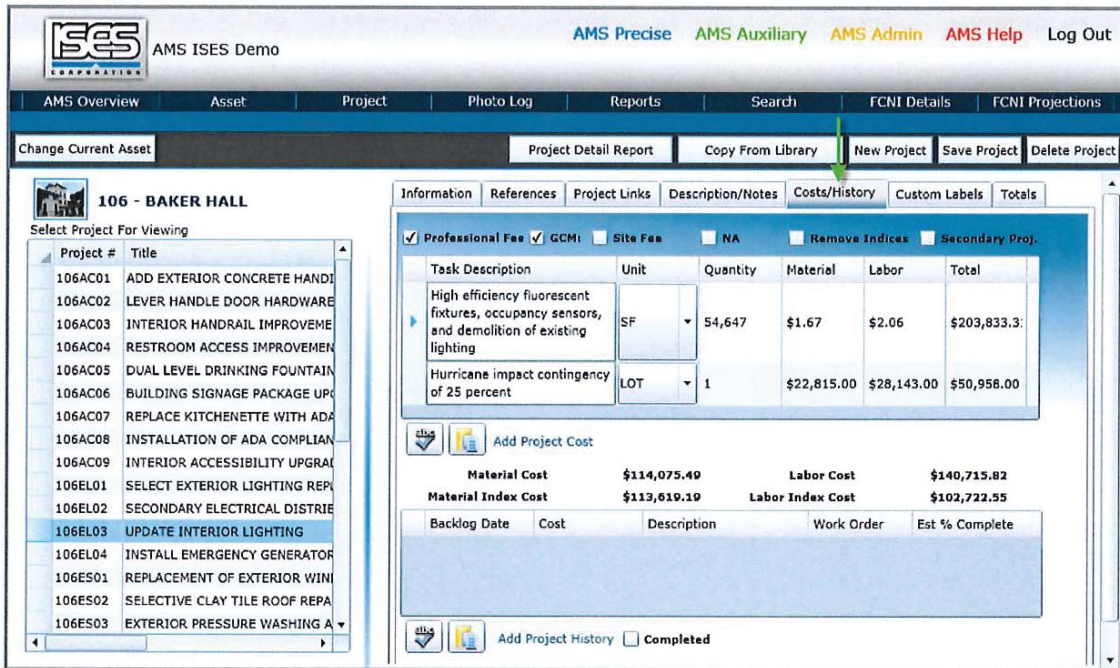 ISES
CORPORATION
AMS ISES Demo
AMS Precise AMS Auxiliary AMS Admin AMS Help Log Out
AMS Overview Asset Project Photo Log Reports Search FCNI Details FCNI Projections
Change Current Asset Project Detail Report Copy From Library New Project Save Project Delete Project
106 - BAKER HALL
Select Project For Viewing
Project # Title
106AC01 ADD EXTERIOR CONCRETE HANDI
106AC02 LEVER HANDLE DOOR HARDWARE
106AC03 INTERIOR HANDRAIL IMPROVEME
106AC04 RESTROOM ACCESS IMPROVEMEN
106AC05 DUAL LEVEL DRINKING FOUNTAIN
106AC06 BUILDING SIGNAGE PACKAGE UPG
106AC07 REPLACE KITCHENETTE WITH ADA
106AC08 INSTALLATION OF ADA COMPLIAN
106AC09 INTERIOR ACCESSIBILITY UPGRAD
106EL01 SELECT EXTERIOR LIGHTING REPL
106EL02 SECONDARY ELECTRICAL DISTRIB
106EL03 UPDATE INTERIOR LIGHTING
106EL04 INSTALL EMERGENCY GENERATOR
106ES01 REPLACEMENT OF EXTERIOR WIN
106ES02 SELECTIVE CLAY TILE ROOF REPA
106ES03 EXTERIOR PRESSURE WASHING A
Information References Project Links Description/Notes Costs/History Custom Labels Totals
Professional Fee GCM Site Fee NA Remove Indices Secondary Proj.
Task Description Unit Quantity Material Labor Total
High efficiency fluorescent
fixtures, occupancy sensors,
and demolition of existing
lighting
SF 54,647 $1.67 $2.06 $203,833.3
Hurricane impact contingency
of 25 percent
LOT 1 $22,815.00 $28,143.00 $50,958.00
Add Project Cost
Material Cost $114,075.49 Labor Cost $140,715.82
Material Index Cost $113,619.19 Labor Index Cost $102,722.55
Backlog Date Cost Description Work Order Est % Complete
Add Project History Completed